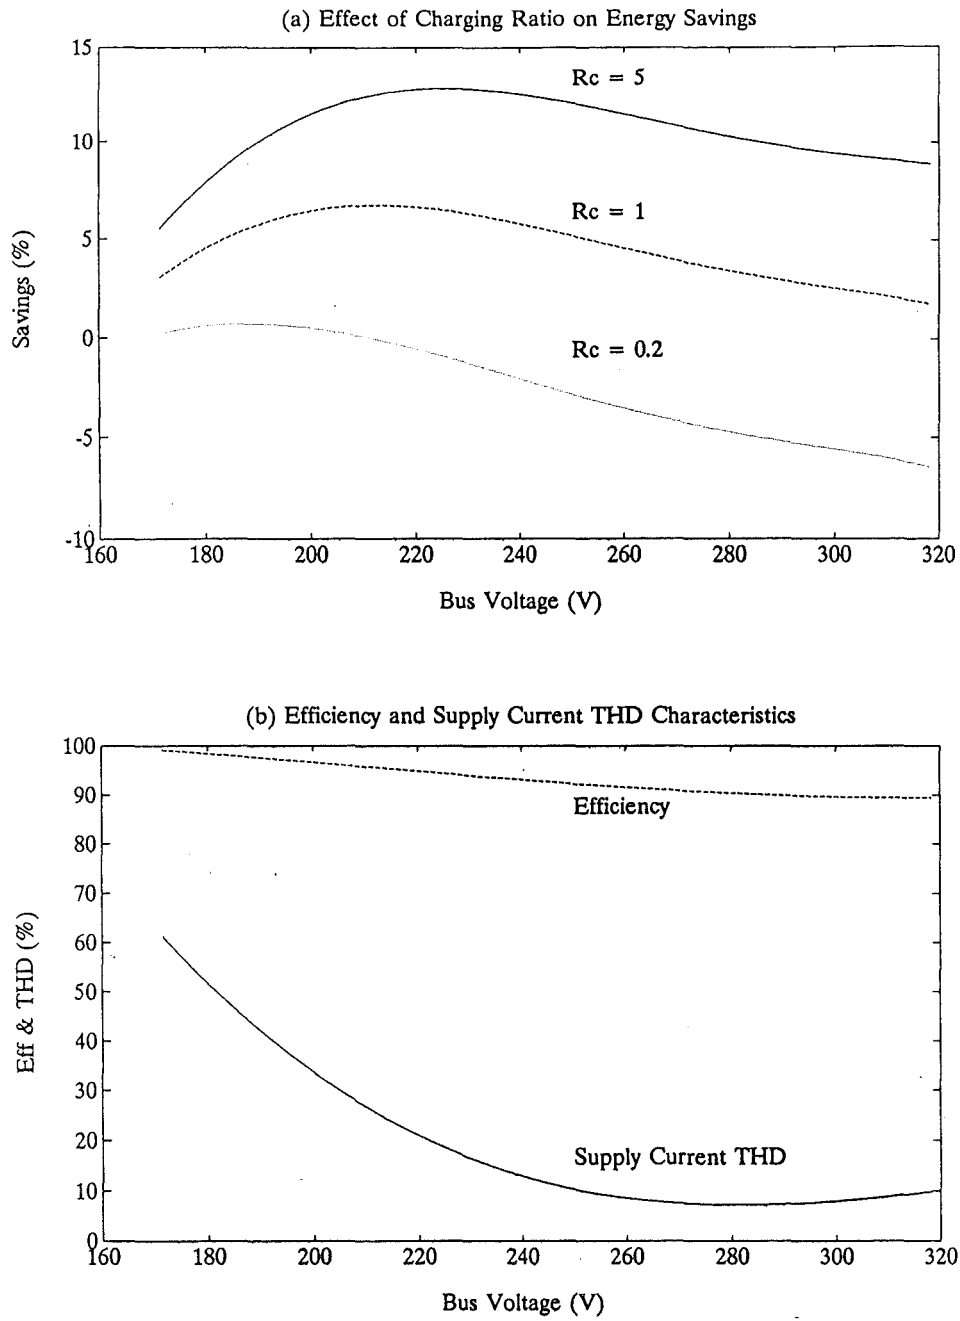 (a) Effect of Charging Ratio on Energy Savings
15
10
5
0
-5
-10
Savings (%)
Rc = 5
Rc = 1
Rc = 0.2
160 180 200 220 240 260 280 300 320
Bus Voltage (V)
(b) Efficiency and Supply Current THD Characteristics
100
90
80
70
60
50
40
30
20
10
0
Eff & THD (%)
Efficiency
Supply Current THD
160 180 200 220 240 260 280 300 320
Bus Voltage (V)